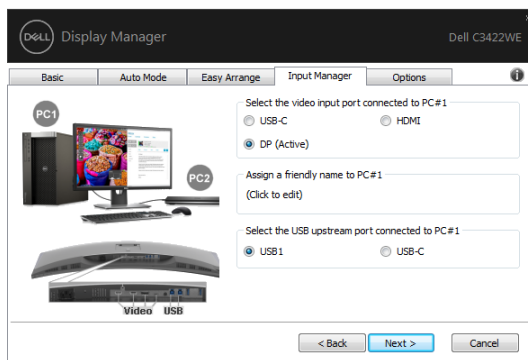 DELL Display Manager
Dell C3422WE
Basic Auto Mode Easy Arrange Input Manager Options
PC1
PC2
Video USB
Select the video input port connected to PC#1
USB-C HDMI
DP (Active)
Assign a friendly name to PC#1
(Click to edit)
Select the USB upstream port connected to PC#1
USB1 USB-C
< Back Next > Cancel